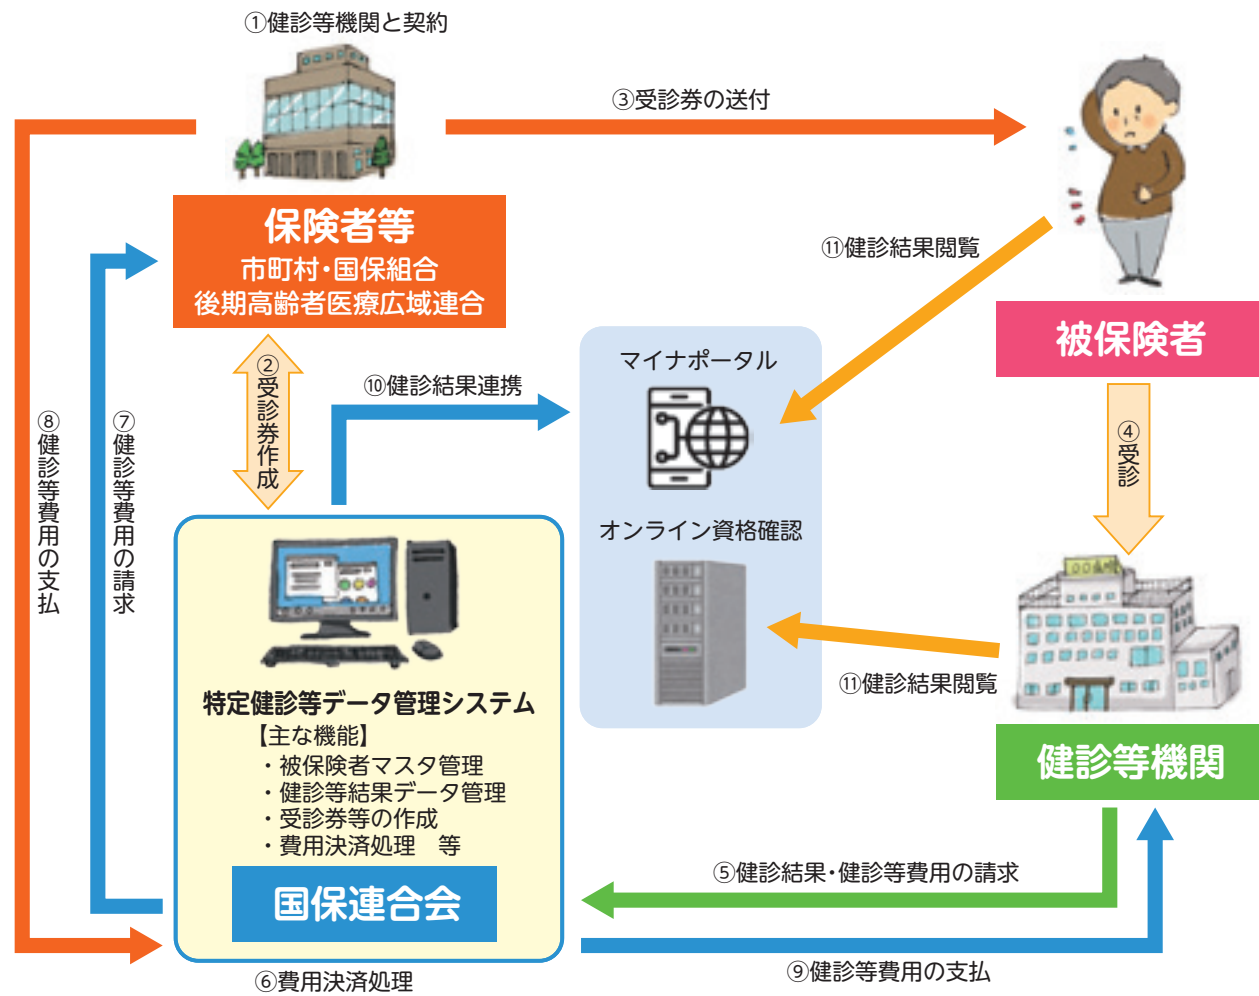 ①健診等機関と契約
③受診券の送付
保険者等
市町村・国保組合
後期高齢者医療広域連合
⑪健診結果閲覧
被保険者
②受診券作成
⑩健診結果連携
マイナポータル
④受診
⑧健診等費用の支払
⑦健診等費用の請求
オンライン資格確認
⑪健診結果閲覧
特定健診等データ管理システム
【主な機能】
・被保険者マスタ管理
・健診等結果データ管理
・受診券等の作成
・費用決済処理　等
国保連合会
健診等機関
⑤健診結果・健診等費用の請求
⑥費用決済処理
⑨健診等費用の支払